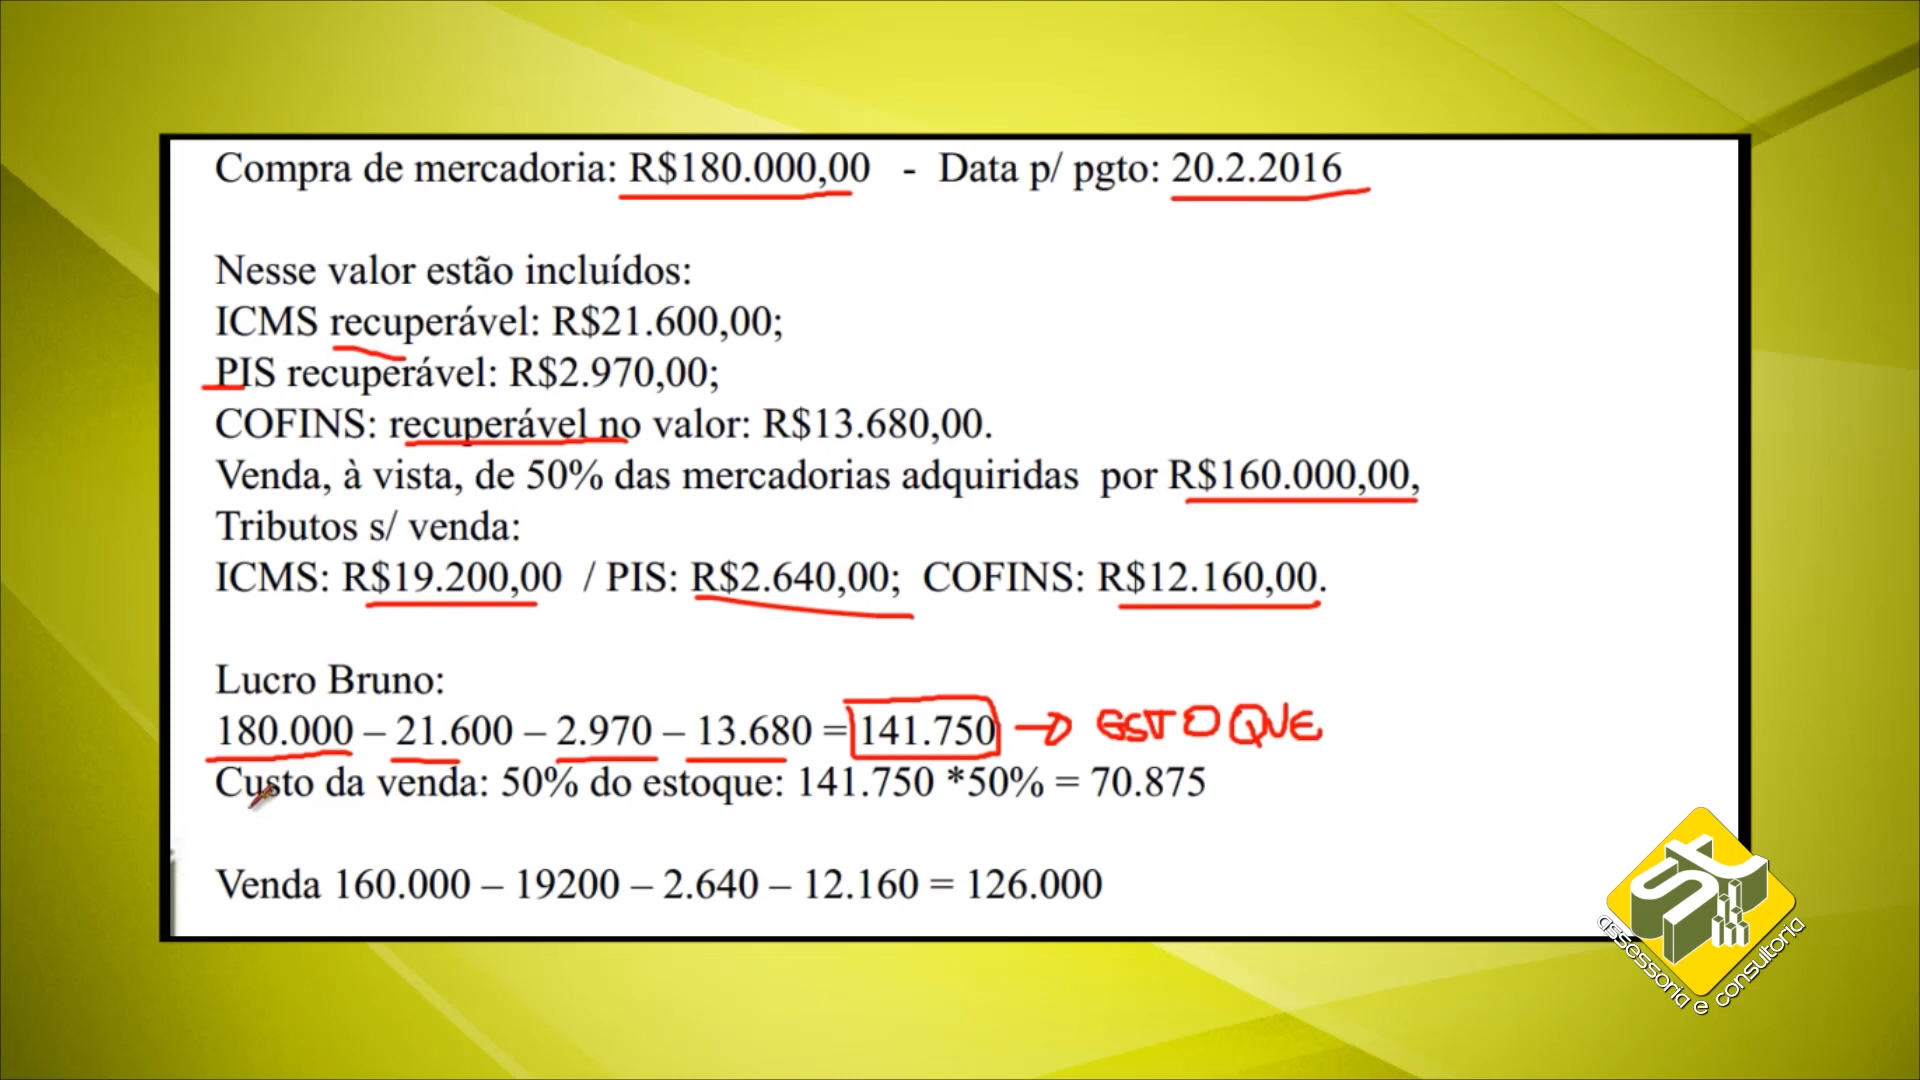 Compra de mercadoria: R$180.000,00 - Data p/ pgto: 20.2.2016
Nesse valor estão incluídos:
ICMS recuperável: R$21.600,00;
PIS recuperável: R$2.970,00;
COFINS: recuperável no valor: R$13.680,00.
Venda, à vista, de 50% das mercadorias adquiridas por R$160.000,00,
Tributos s/ venda:
ICMS: R$19.200,00 / PIS: R$2.640,00; COFINS: R$12.160,00.
Lucro Bruno:
180.000 – 21.600 – 2.970 – 13.680 = 141.750 → ESTOQUE
Custo da venda: 50% do estoque: 141.750 *50% = 70.875
Venda 160.000 – 19200 – 2.640 – 12.160 = 126.000
assessoria e consultoria